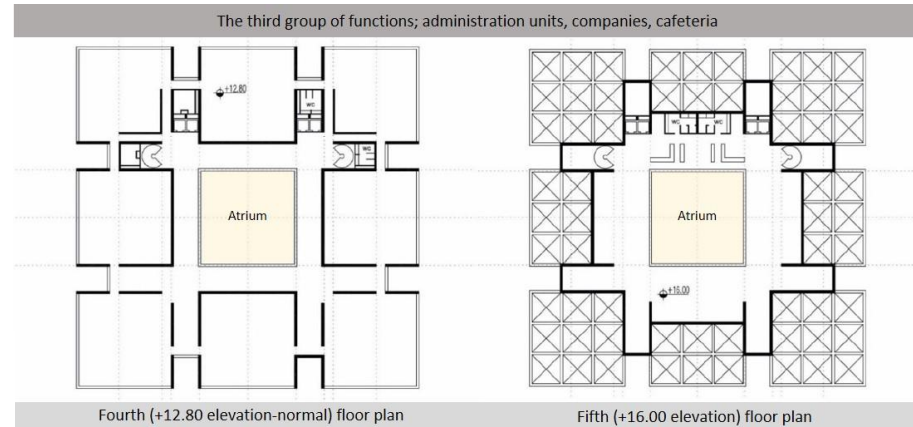 The third group of functions; administration units, companies, cafeteria
+12.80
WC
WC
Atrium
Fourth (+12.80 elevation-normal) floor plan
WC
WC
Atrium
+16.00
Fifth (+16.00 elevation) floor plan